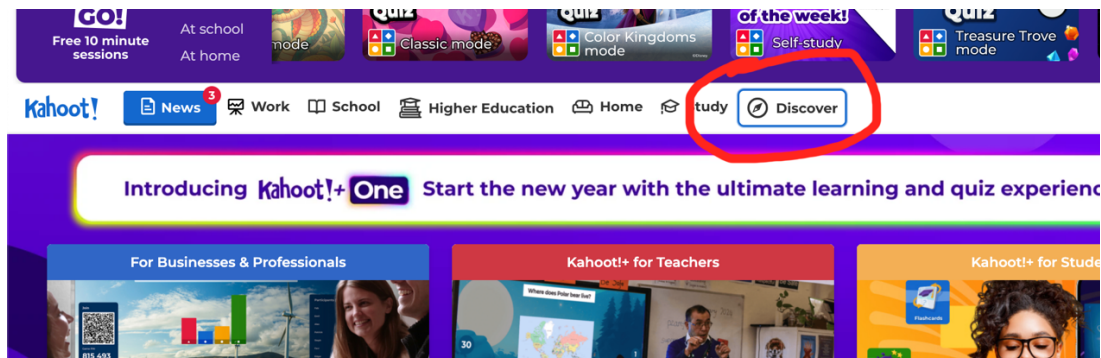 GO!
Free 10 minute
sessions
At school
At home
mode
Quiz
Classic mode
Quiz
Color Kingdoms
mode
of the week!
Self-study
Quiz
Treasure Trove
mode
Kahoot!
News
3
Work
School
Higher Education
Home
Study
Discover
Introducing Kahoot!+ One Start the new year with the ultimate learning and quiz experienc
For Businesses & Professionals
Kahoot!+ for Teachers
Kahoot!+ for Stude
Where does Polar bear live?
30
Flashcards
815 493